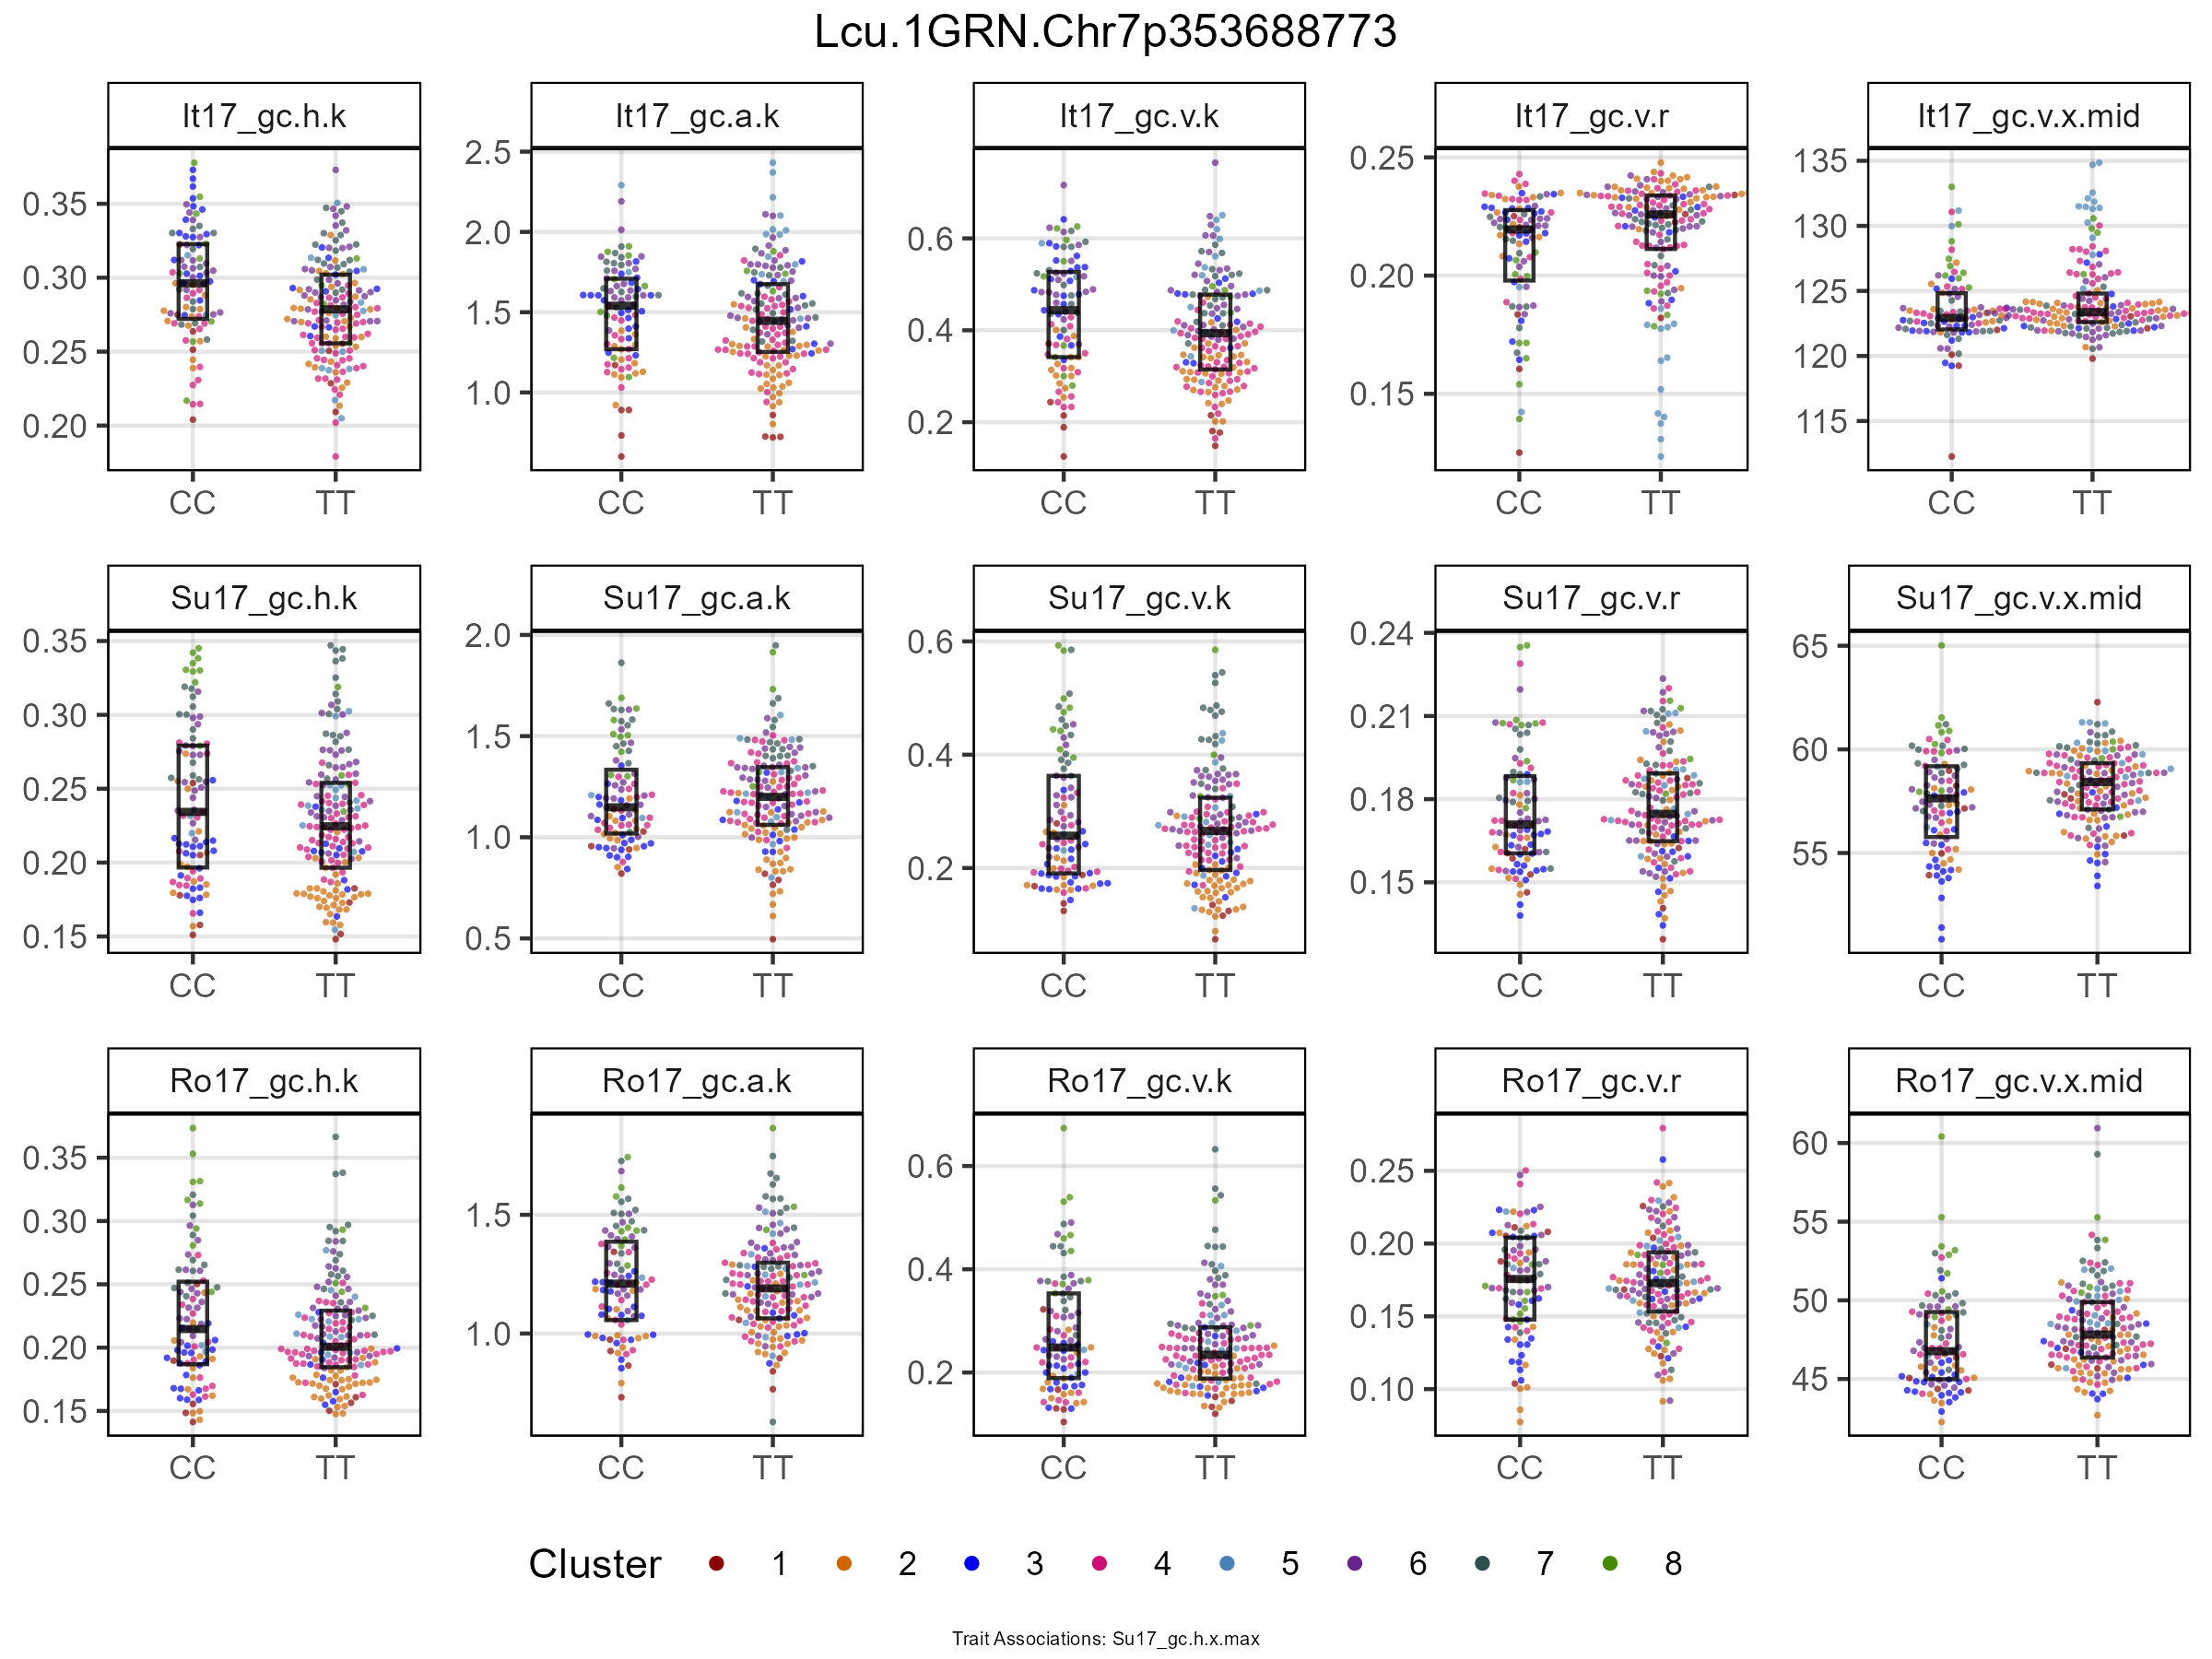 Lcu.1GRN.Chr7p353688773
It17_gc.h.k It17_gc.a.k It17_gc.v.k It17_gc.v.r It17_gc.v.x.mid
0.35 0.30 0.25 0.20
2.5 2.0 1.5 1.0
0.6 0.4 0.2
0.25 0.20 0.15
135 130 125 120 115
CC TT CC TT CC TT CC TT CC TT
Su17_gc.h.k Su17_gc.a.k Su17_gc.v.k Su17_gc.v.r Su17_gc.v.x.mid
0.35 0.30 0.25 0.20 0.15
2.0 1.5 1.0 0.5
0.6 0.4 0.2
0.24 0.21 0.18 0.15
65 60 55
CC TT CC TT CC TT CC TT CC TT
Ro17_gc.h.k Ro17_gc.a.k Ro17_gc.v.k Ro17_gc.v.r Ro17_gc.v.x.mid
0.35 0.30 0.25 0.20 0.15
1.5 1.0
0.6 0.4 0.2
0.25 0.20 0.15 0.10
60 55 50 45
CC TT CC TT CC TT CC TT CC TT
Cluster 1 2 3 4 5 6 7 8
Trait Associations: Su17_gc.h.x.max